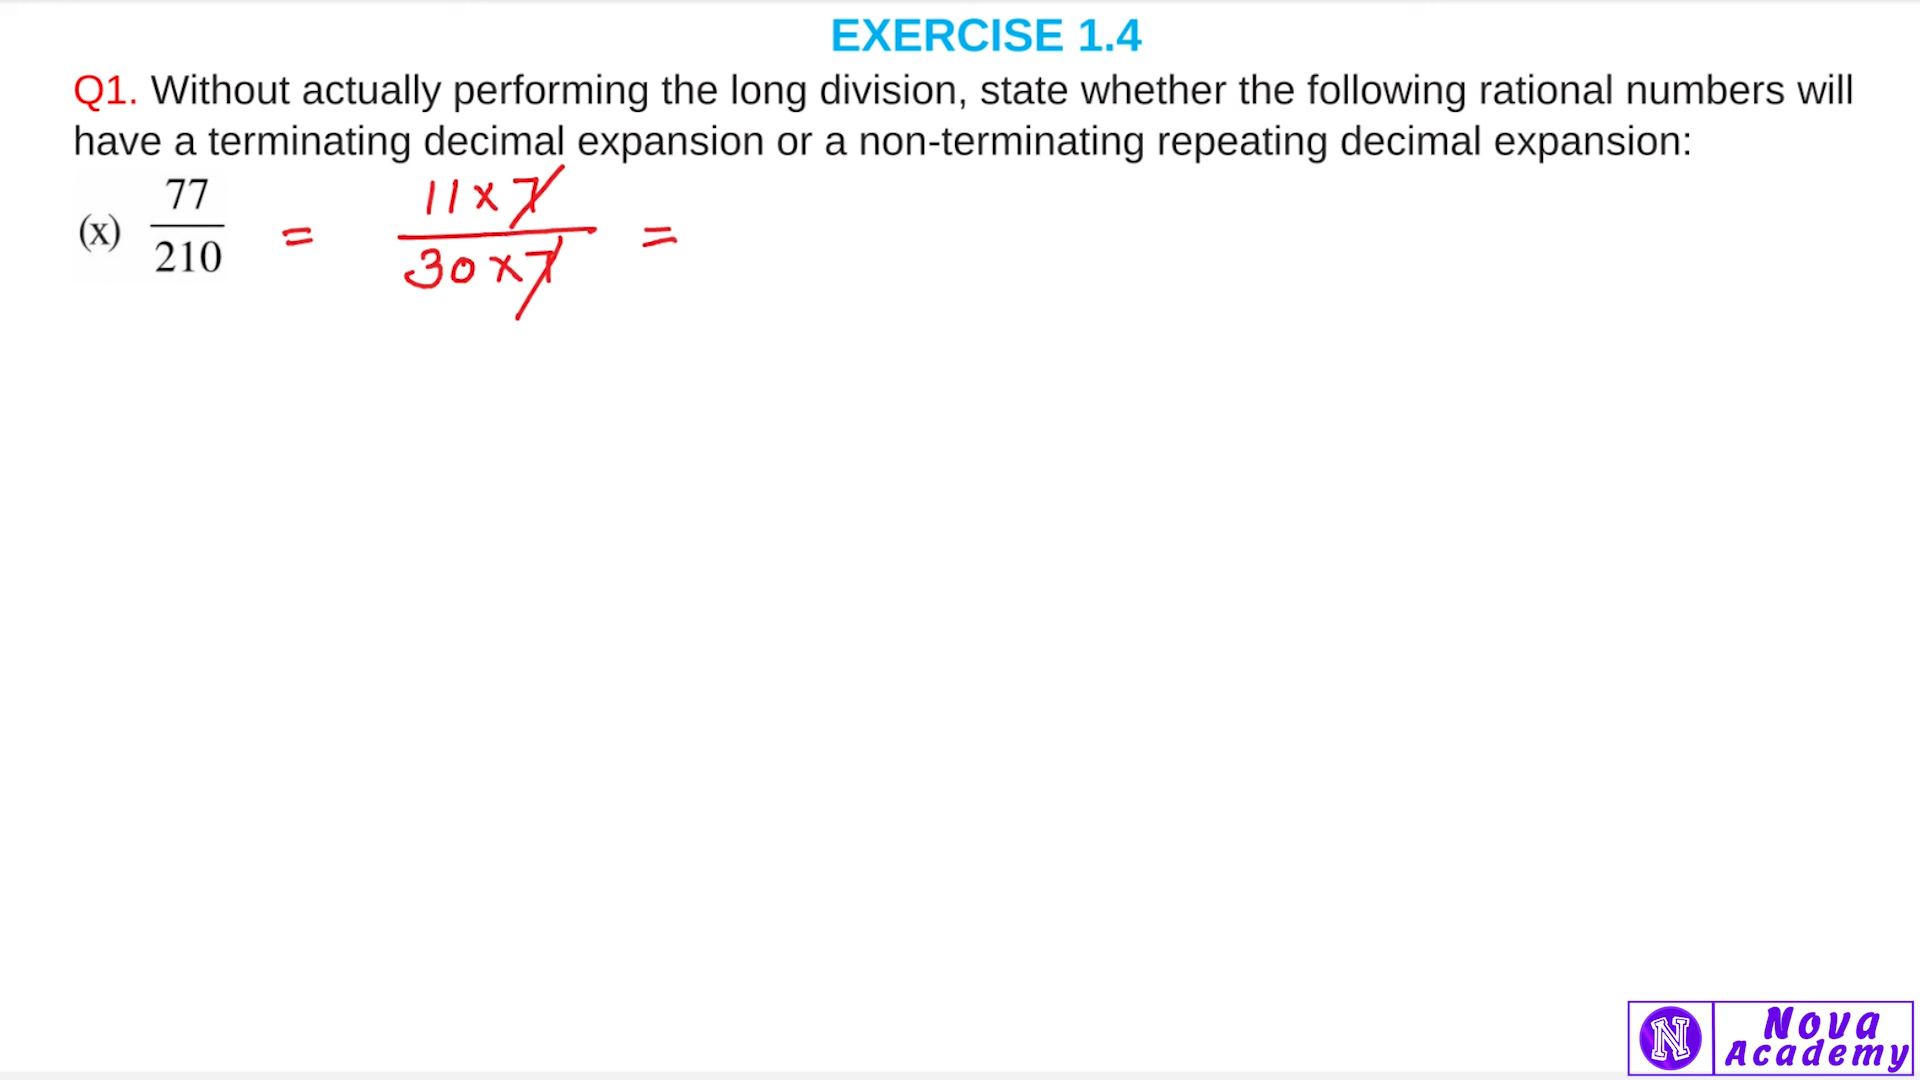 EXERCISE 1.4
Q1. Without actually performing the long division, state whether the following rational numbers will
have a terminating decimal expansion or a non-terminating repeating decimal expansion:
(x) 77/210 = 11 × 7/30 × 7 =
N Nova
Academy